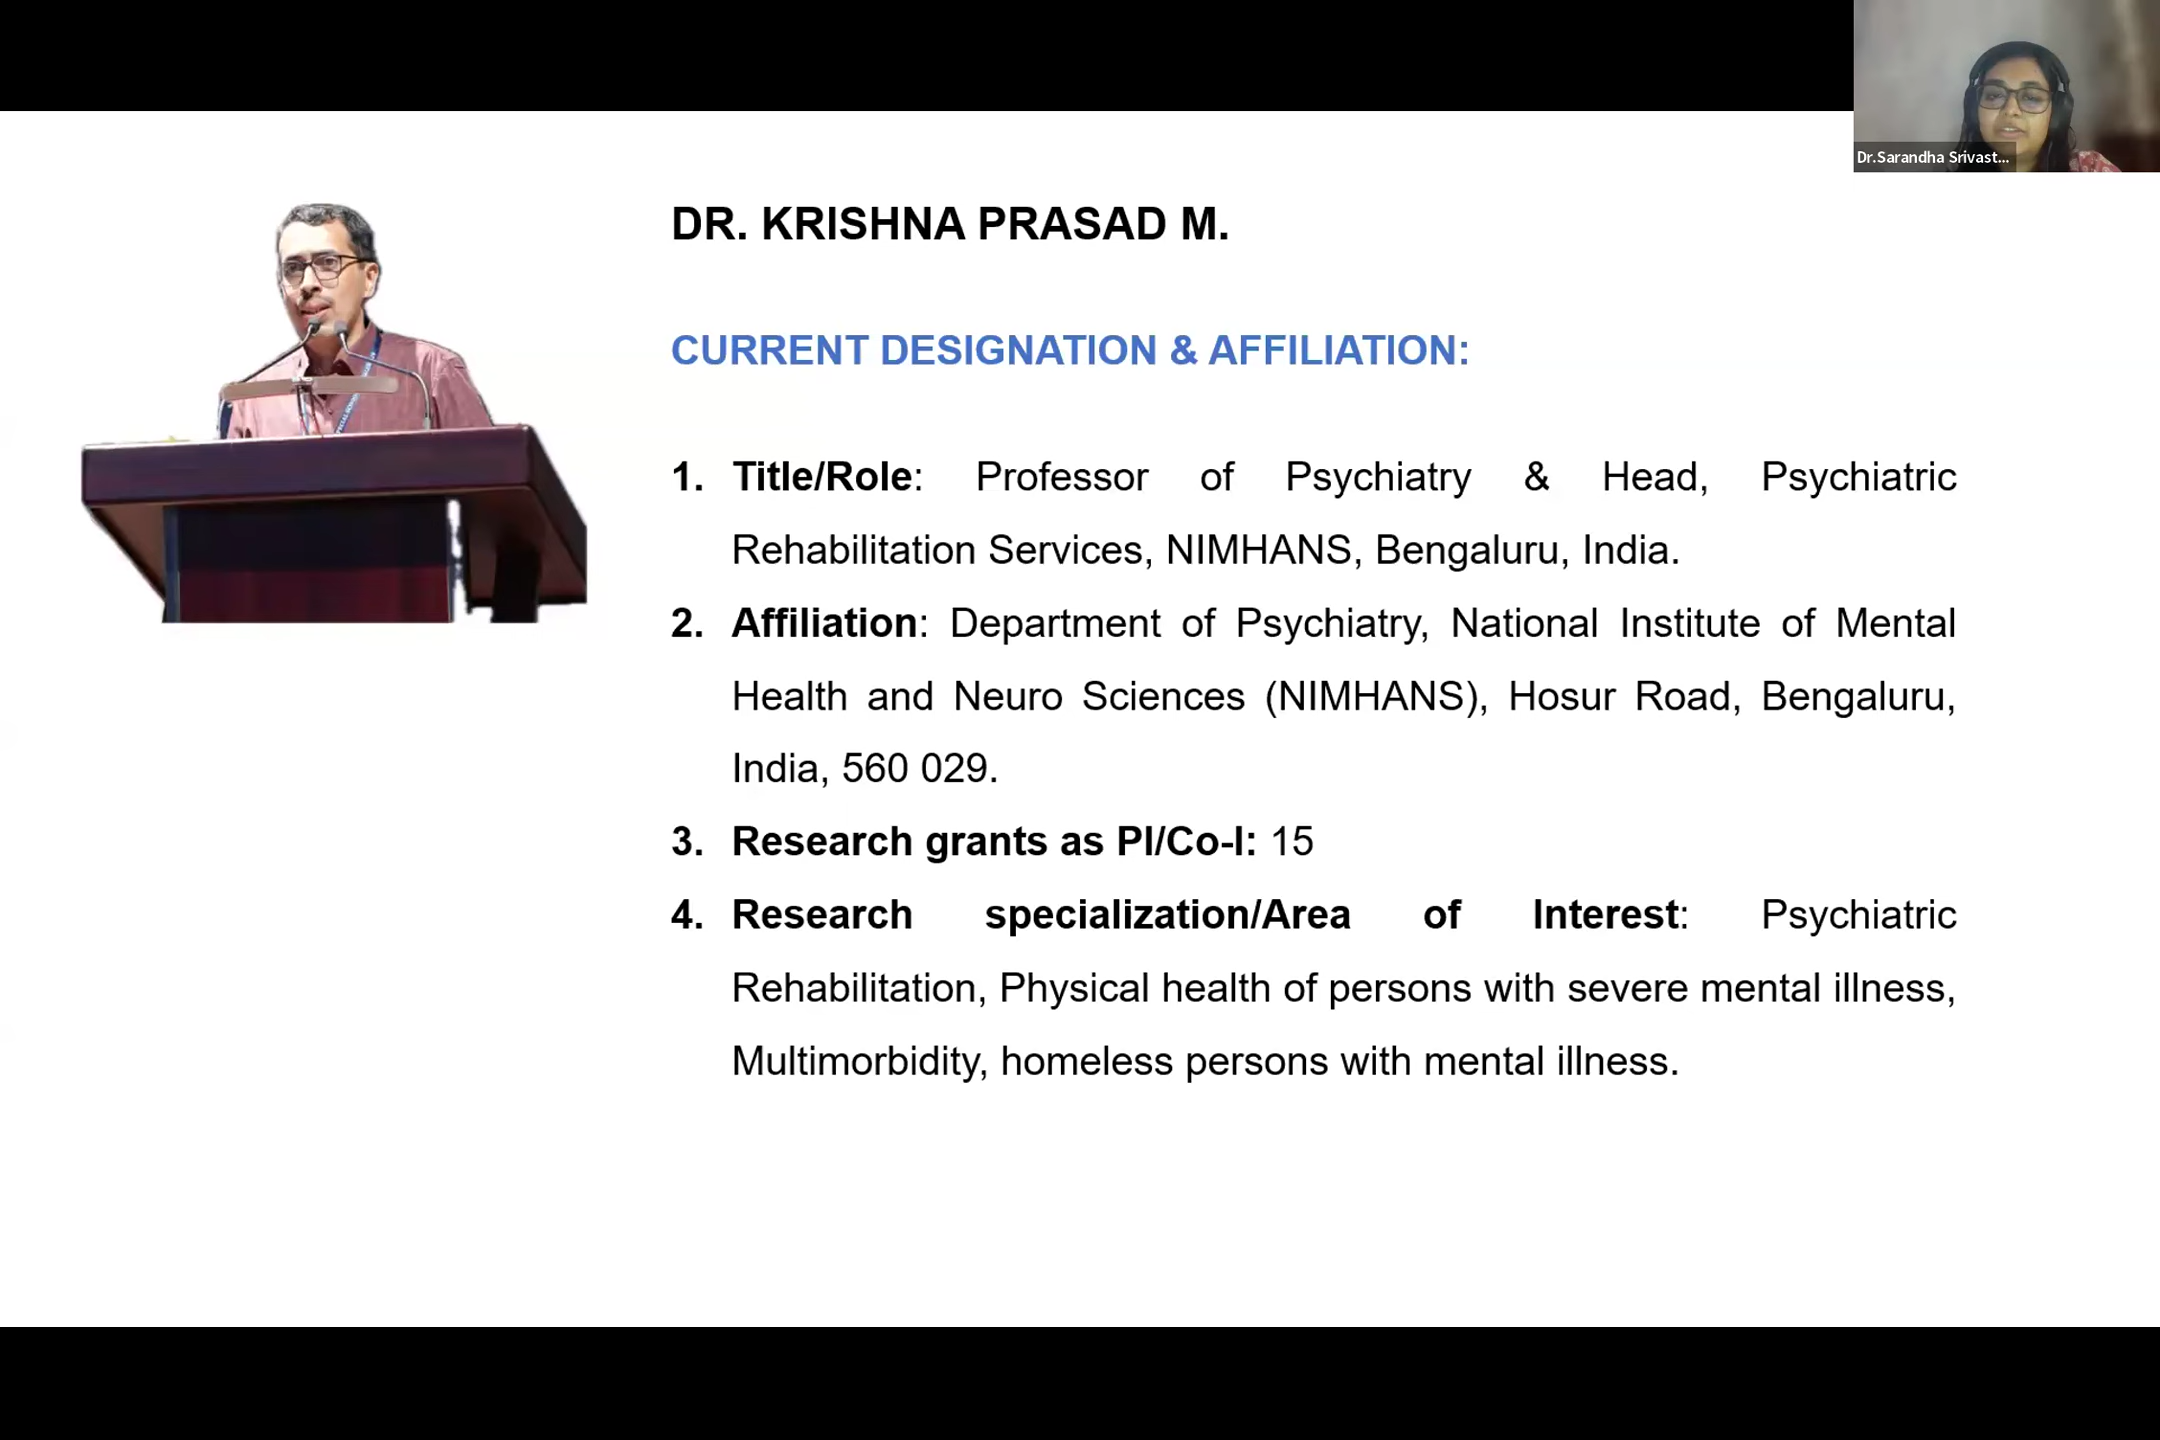 Dr.Sarandha Srivast...
DR. KRISHNA PRASAD M.
CURRENT DESIGNATION & AFFILIATION:
1. Title/Role: Professor of Psychiatry & Head, Psychiatric
Rehabilitation Services, NIMHANS, Bengaluru, India.
2. Affiliation: Department of Psychiatry, National Institute of Mental
Health and Neuro Sciences (NIMHANS), Hosur Road, Bengaluru,
India, 560 029.
3. Research grants as PI/Co-I: 15
4. Research specialization/Area of Interest: Psychiatric
Rehabilitation, Physical health of persons with severe mental illness,
Multimorbidity, homeless persons with mental illness.